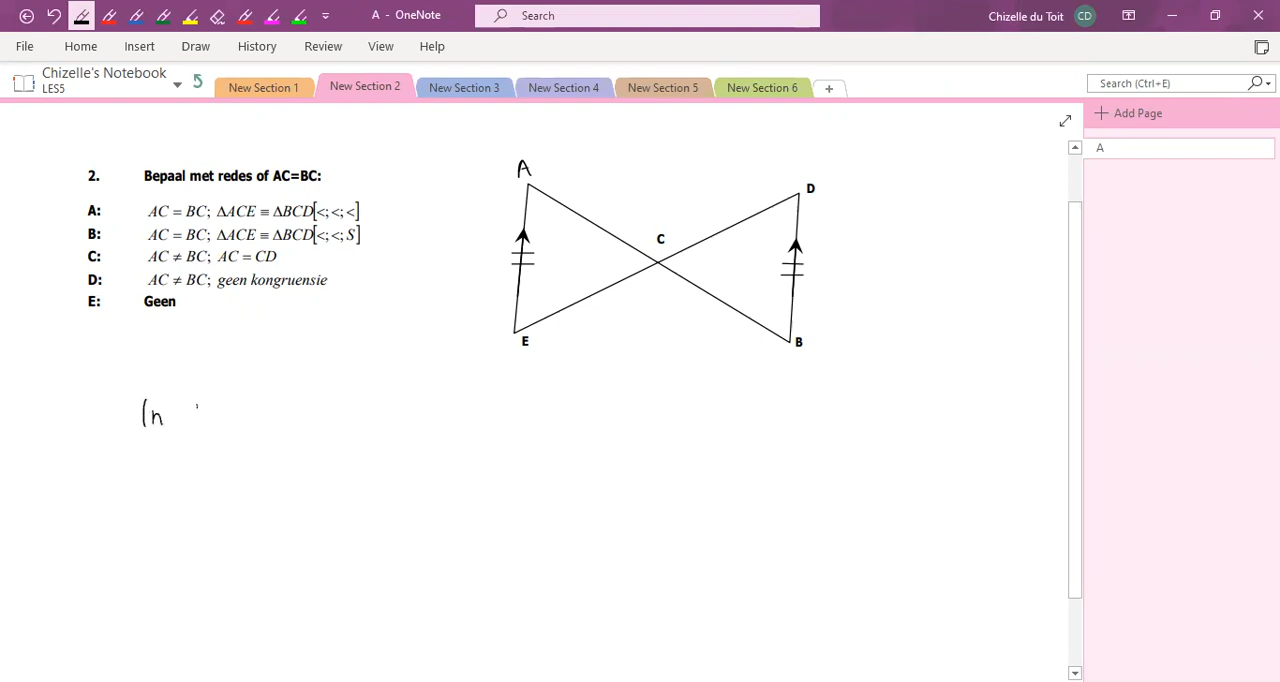 A - OneNote
Search
Chizelle du Toit
CD
File Home Insert Draw History Review View Help
Chizelle's Notebook
LES5
New Section 1
New Section 2
New Section 3
New Section 4
New Section 5
New Section 6
Search (Ctrl+E)
Add Page
A
2. Bepaal met redes of AC=BC:
A: AC = BC; ΔACE ≡ ΔBCD[<;<;<]
B: AC = BC; ΔACE ≡ ΔBCD[<;<;S]
C: AC ≠ BC; AC = CD
D: AC ≠ BC; geen kongruensie
E: Geen
A
D
C
E
B
In